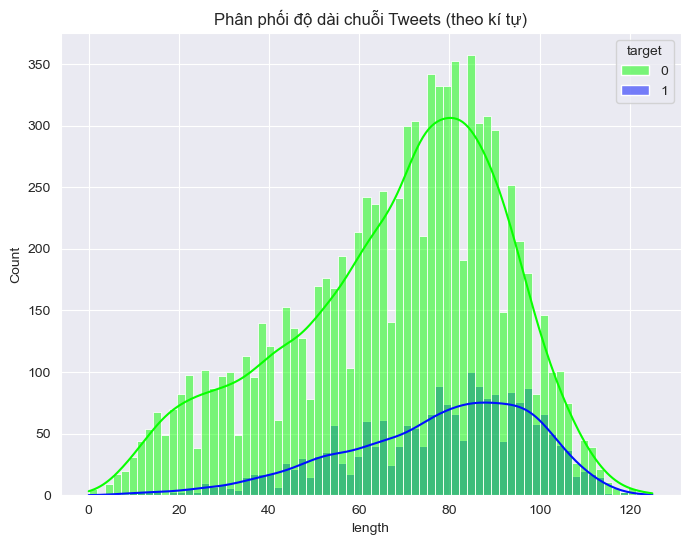 Phân phối độ dài chuỗi Tweets (theo kí tự)
target
0
1
Count
350
300
250
200
150
100
50
0
0 20 40 60 80 100 120
length